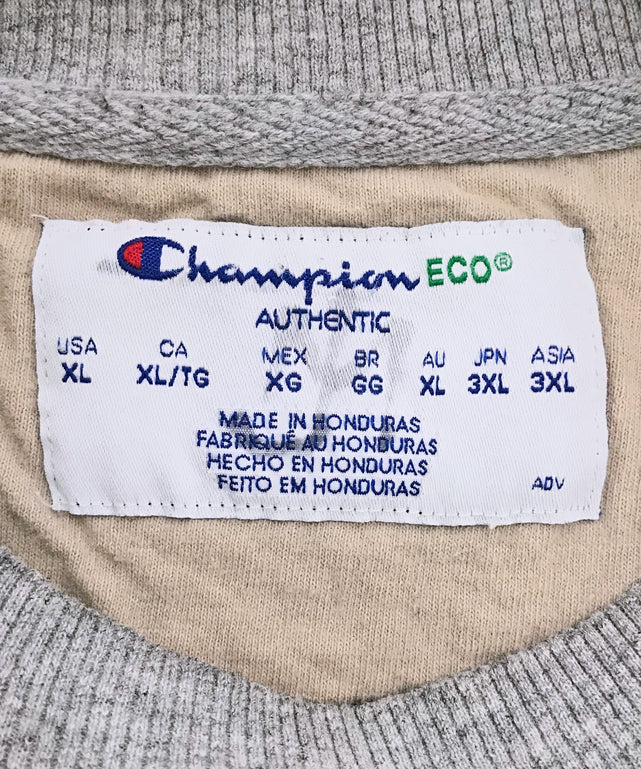 Champion ECO®
AUTHENTIC
USA CA MEX BR AU JPN ASIA
XL XL/TG XG GG XL 3XL 3XL
MADE IN HONDURAS
FABRIQUÉ AU HONDURAS
HECHO EN HONDURAS
FEITO EM HONDURAS ADV